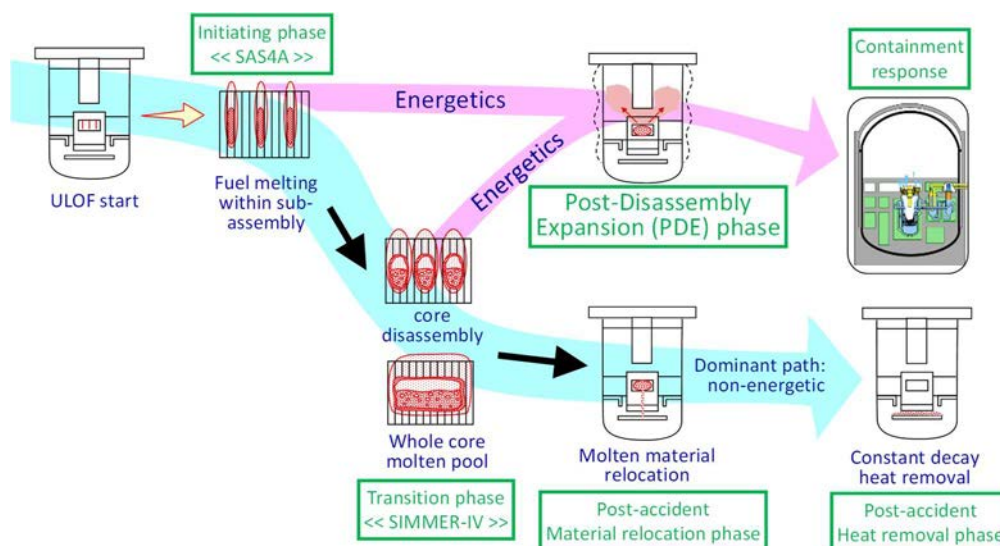 Initiating phase
<< SAS4A >>
Containment
response
Energetics
ULOF start
Fuel melting
within sub-
assembly
Energetics
Post-Disassembly
Expansion (PDE) phase
core
disassembly
Dominant path:
non-energetic
Whole core
molten pool
Molten material
relocation
Constant decay
heat removal
Transition phase
<< SIMMER-IV >>
Post-accident
Material relocation phase
Post-accident
Heat removal phase